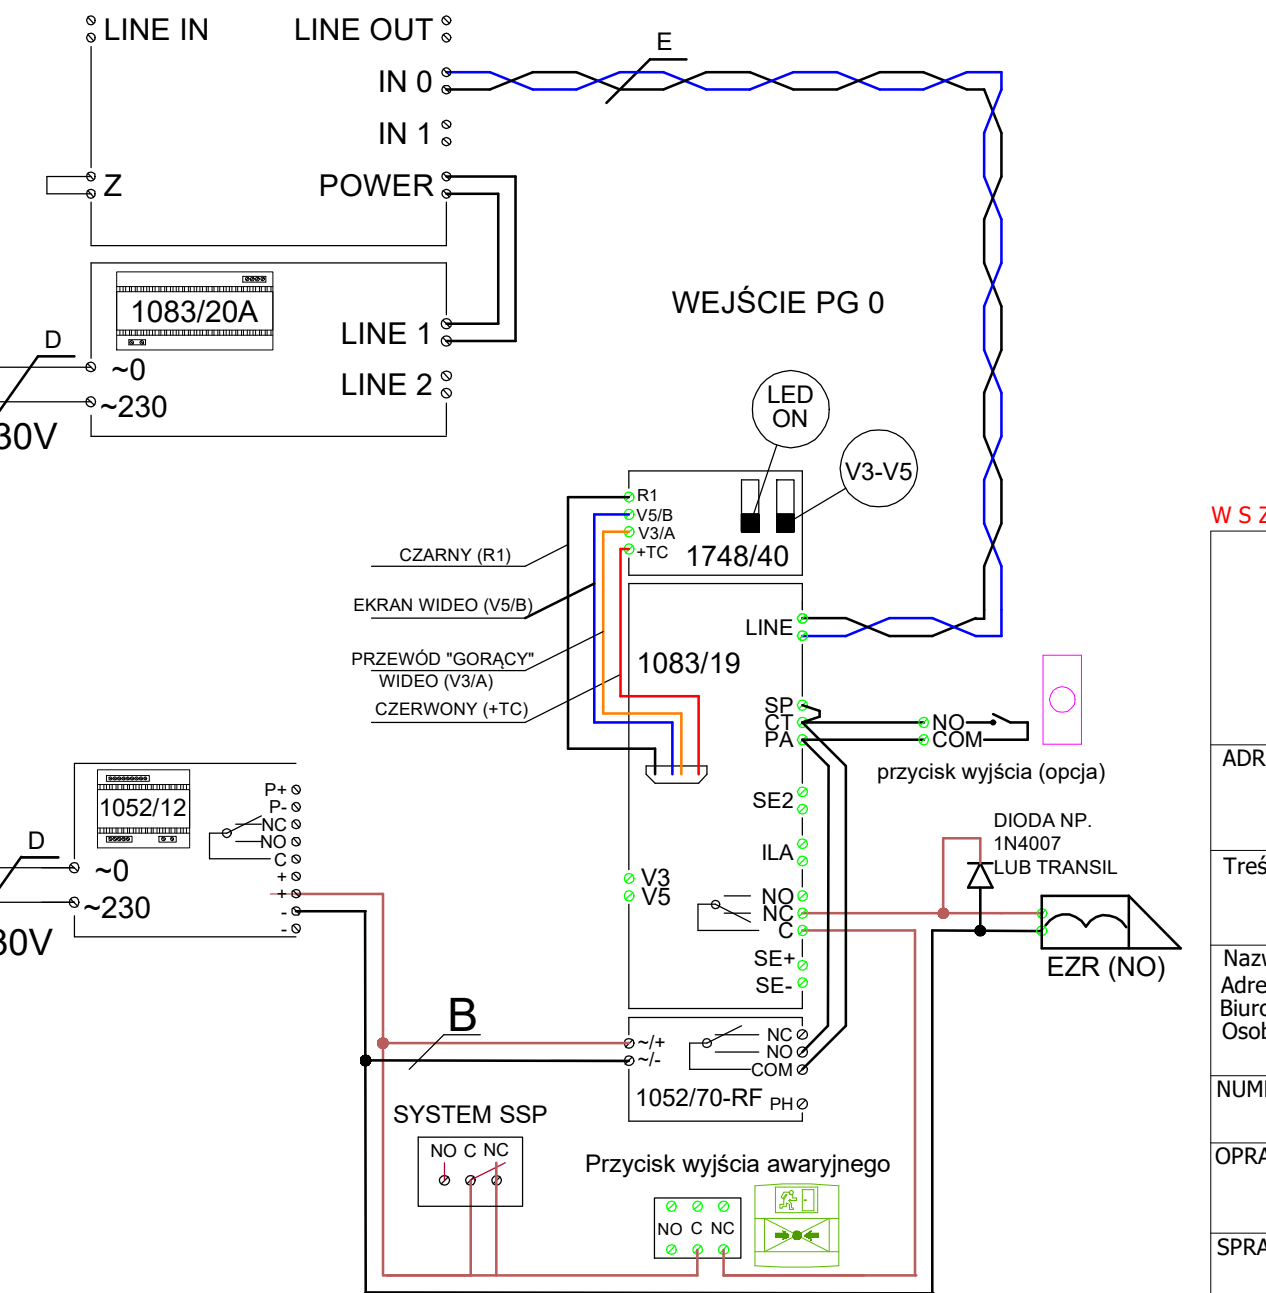 LINE IN
LINE OUT
E
IN 0
IN 1
Z
POWER
1083/20A
WEJŚCIE PG 0
LINE 1
D
~0
LINE 2
~230
30V
LED
ON
V3-V5
R1
V5/B
V3/A
+TC
1748/40
CZARNY (R1)
EKRAN WIDEO (V5/B)
PRZEWÓD "GORĄCY"
WIDEO (V3/A)
CZERWONY (+TC)
LINE
1083/19
SP
CT
PA
NO
COM
przycisk wyjścia (opcja)
SE2
ILA
V3
V5
NO
NC
C
SE+
SE-
DIODA NP.
1N4007
LUB TRANSIL
EZR (NO)
1052/12
P+
P-
NC
NO
C
+
+
-
-
D
~0
~230
30V
B
~/+
~/-
NC
NO
COM
1052/70-RF
PH
SYSTEM SSP
NO C NC
Przycisk wyjścia awaryjnego
NO C NC
W S Z
ADR
Treś
Nazw
Adre
Biuro
Osob
NUM
OPRA
SPRA